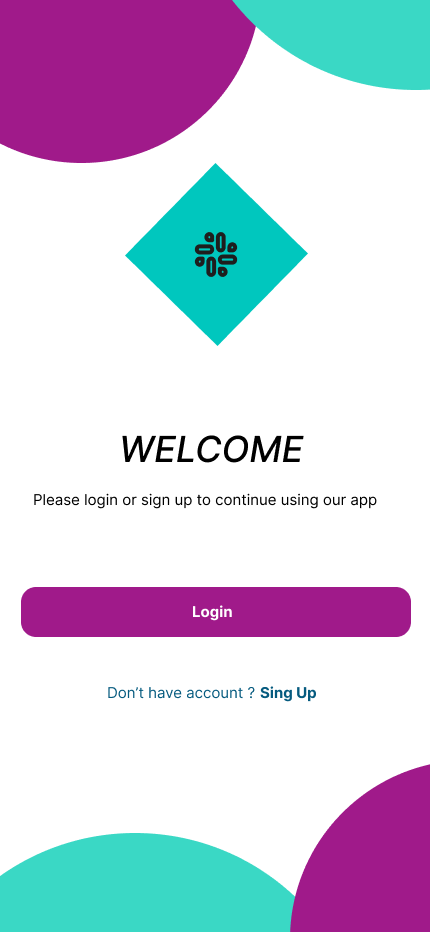 WELCOME
Please login or sign up to continue using our app
Login
Don’t have account ? Sing Up